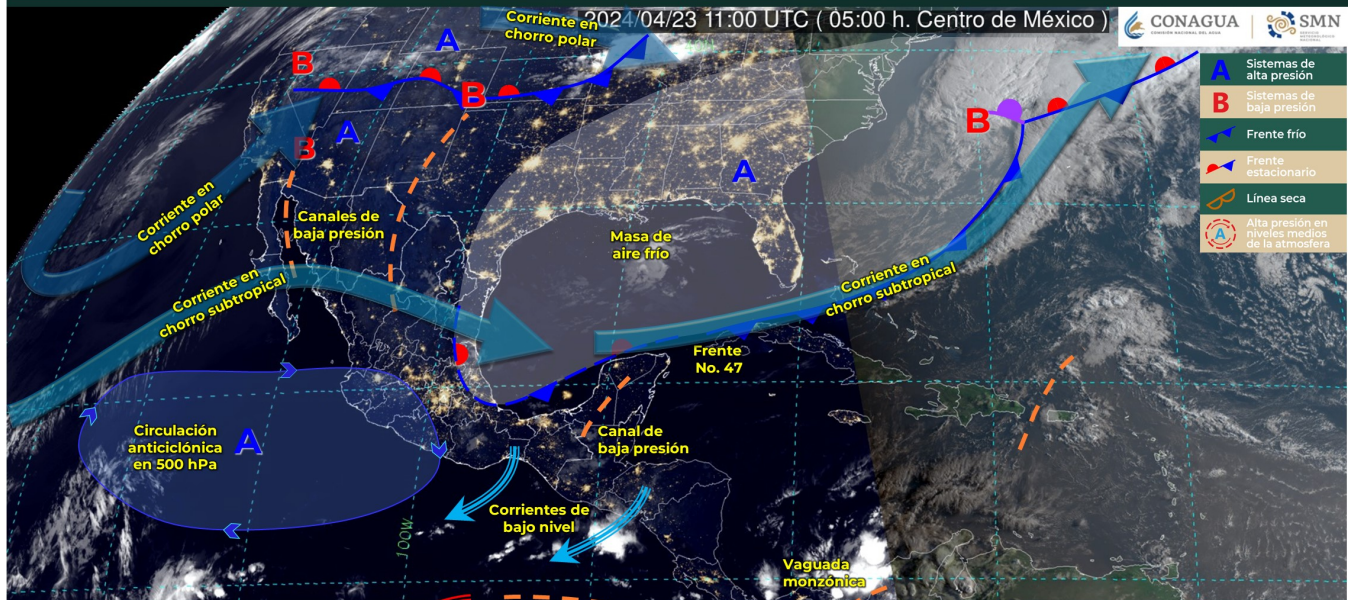 Corriente en
chorro polar
2024/04/23 11:00 UTC ( 05:00 h. Centro de México )
CONAGUA
COMISIÓN NACIONAL DEL AGUA
SMN
SERVICIO
METEOROLÓGICO
NACIONAL
A
B
B
A
B
A
B
A
Sistemas de
alta presión
B
Sistemas de
baja presión
Frente frío
Frente
estacionario
Línea seca
A
Alta presión en
niveles medios
de la atmosfera
Corriente en
chorro polar
Canales de
baja presión
Masa de
aire frío
Corriente en
chorro subtropical
Corriente en
chorro subtropical
Frente
No. 47
Circulación
anticiclónica
en 500 hPa
A
Canal de
baja presión
Corrientes de
bajo nivel
100W
Vaguada
monzónica